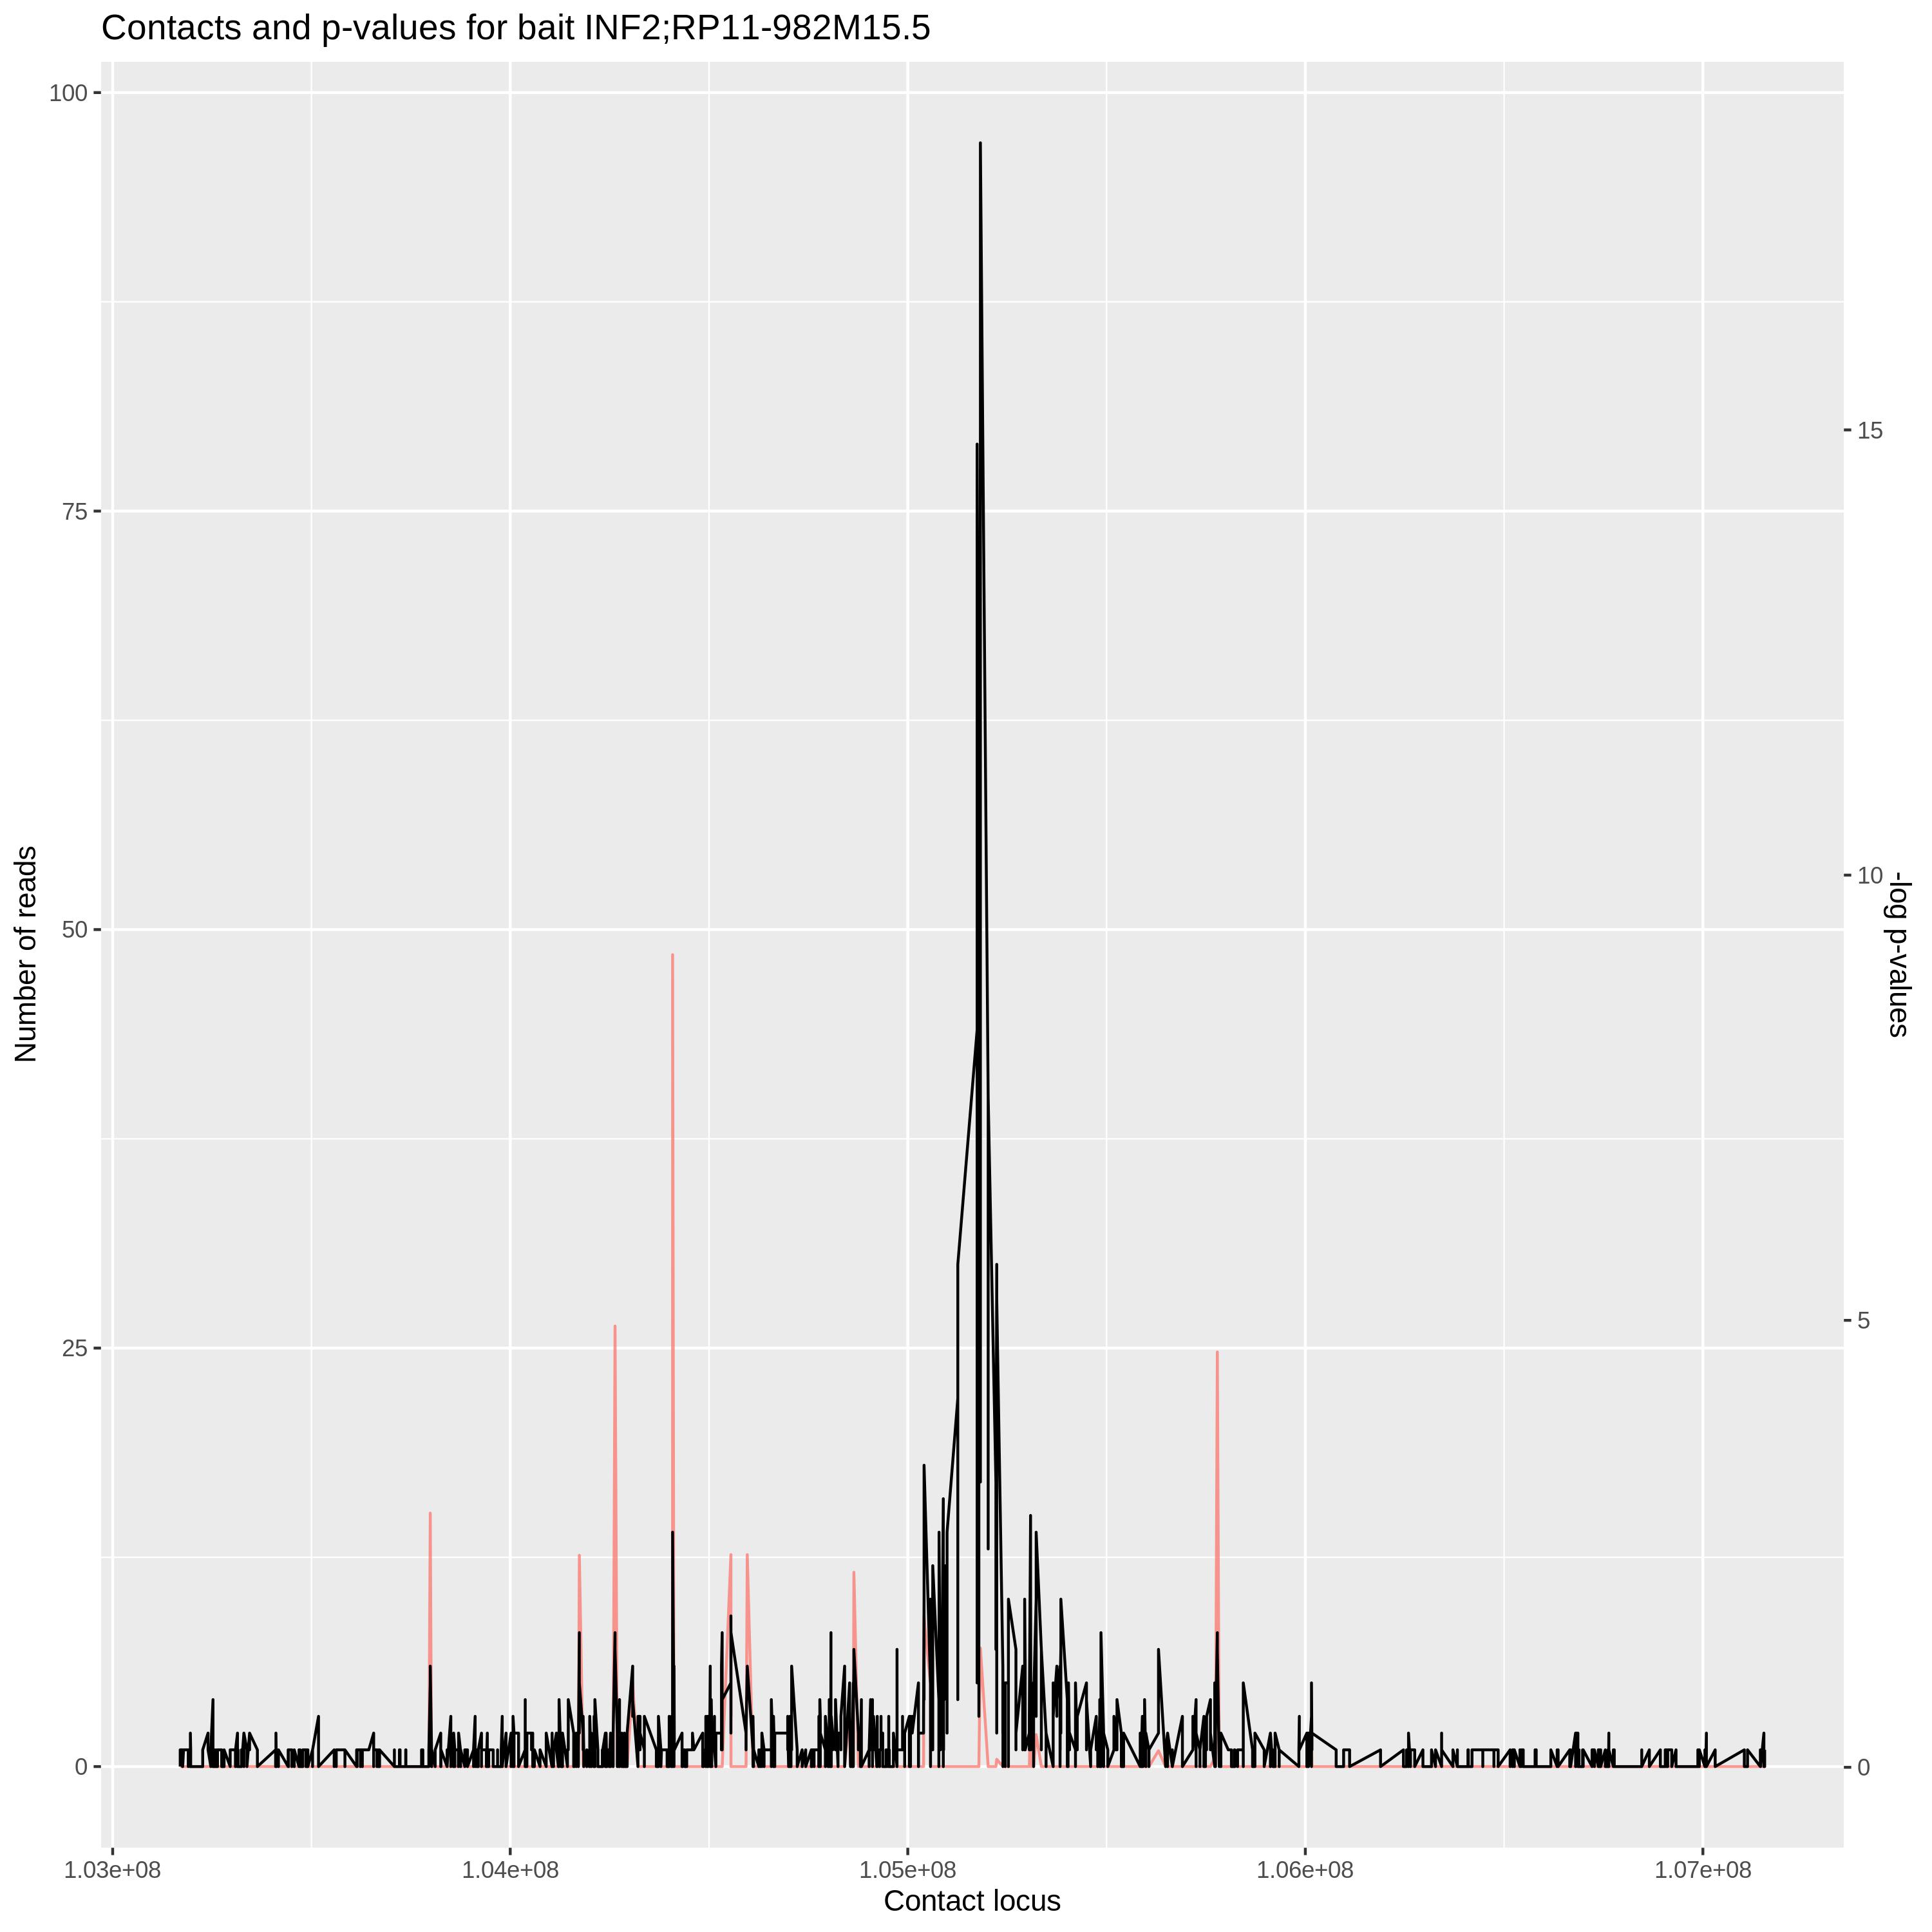 Contacts and p-values for bait INF2;RP11-982M15.5
100
75
50
25
0
Number of reads
15
10
5
0
-log p-values
1.03e+08
1.04e+08
1.05e+08
1.06e+08
1.07e+08
Contact locus